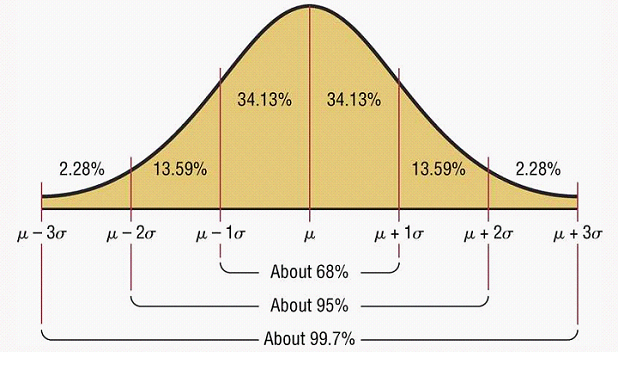 34.13% 34.13%
2.28% 13.59% 13.59% 2.28%
μ − 3σ μ − 2σ μ − 1σ μ μ + 1σ μ + 2σ μ + 3σ
About 68%
About 95%
About 99.7%